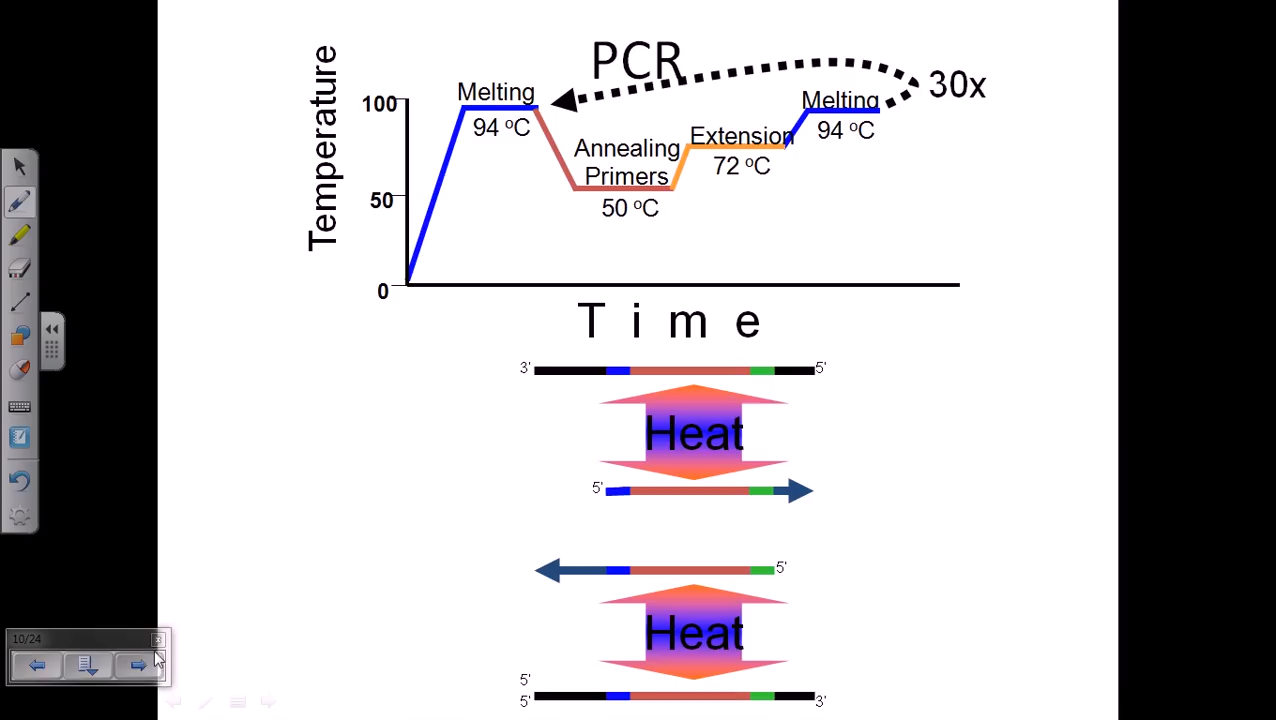 PCR
30x
Temperature
100
50
0
Melting
94 ºC
Annealing
Primers
50 ºC
Extension
72 ºC
Melting
94 ºC
T i m e
3' 5'
Heat
5'
5'
Heat
5'
5' 3'
10/24